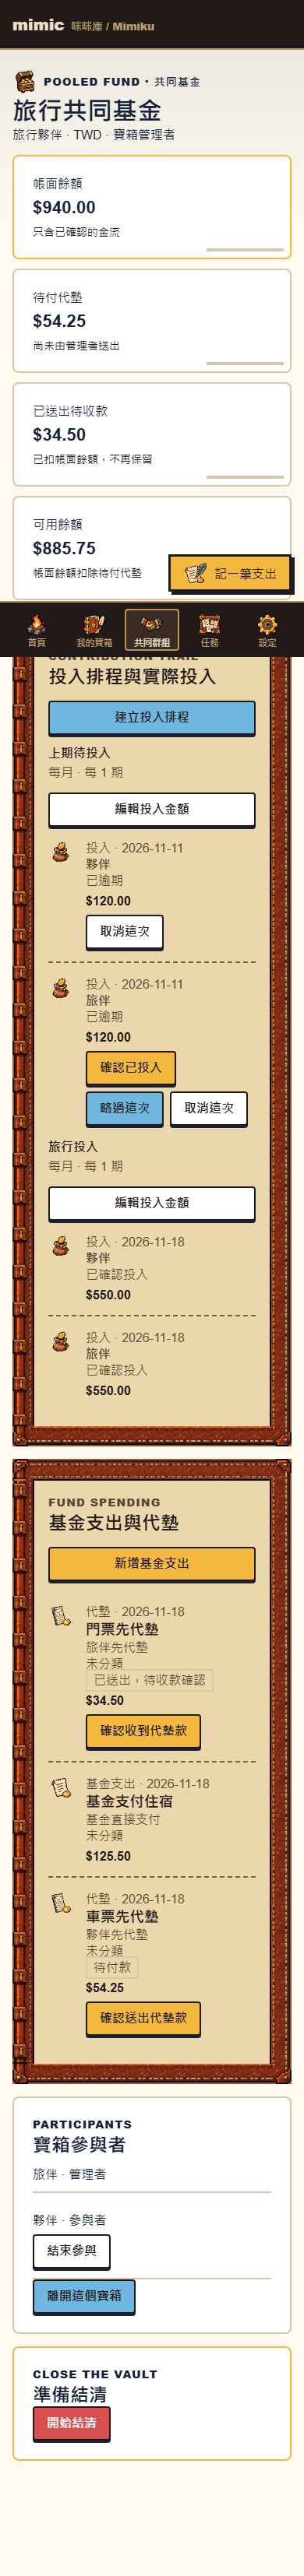 mimic 咪咪庫 / Mimiku
POOLED FUND • 共同基金
旅行共同基金
旅行夥伴 · TWD · 寶箱管理者
帳面餘額
$940.00
只含已確認的金流
待付代墊
$54.25
尚未由管理者送出
已送出待收款
$34.50
已扣帳面餘額，不再保留
可用餘額
$885.75
帳面餘額扣除待付代墊
記一筆支出
首頁
我的寶箱
共同群組
任務
設定
CONTRIBUTION TRAIL
投入排程與實際投入
建立投入排程
上期待投入
每月 · 每 1 期
編輯投入金額
投入 · 2026-11-11
夥伴
已逾期
$120.00
取消這次
投入 · 2026-11-11
旅伴
已逾期
$120.00
確認已投入
略過這次
取消這次
旅行投入
每月 · 每 1 期
編輯投入金額
投入 · 2026-11-18
夥伴
已確認投入
$550.00
投入 · 2026-11-18
旅伴
已確認投入
$550.00
FUND SPENDING
基金支出與代墊
新增基金支出
代墊 · 2026-11-18
門票先代墊
旅伴先代墊
未分類
已送出，待收款確認
$34.50
確認收到代墊款
基金支出 · 2026-11-18
基金支付住宿
基金直接支付
未分類
$125.50
代墊 · 2026-11-18
車票先代墊
夥伴先代墊
未分類
待付款
$54.25
確認送出代墊款
PARTICIPANTS
寶箱參與者
旅伴 · 管理者
夥伴 · 參與者
結束參與
離開這個寶箱
CLOSE THE VAULT
準備結清
開始結清